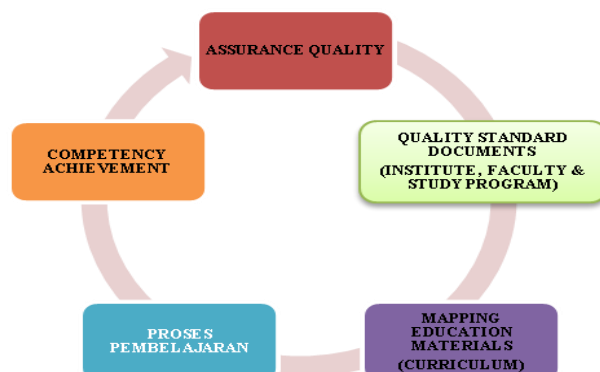 ASSURANCE QUALITY
QUALITY STANDARD
DOCUMENTS
(INSTITUTE, FACULTY &
STUDY PROGRAM)
MAPPING
EDUCATION
MATERIALS
(CURRICULUM)
PROSES
PEMBELAJARAN
COMPETENCY
ACHIEVEMENT